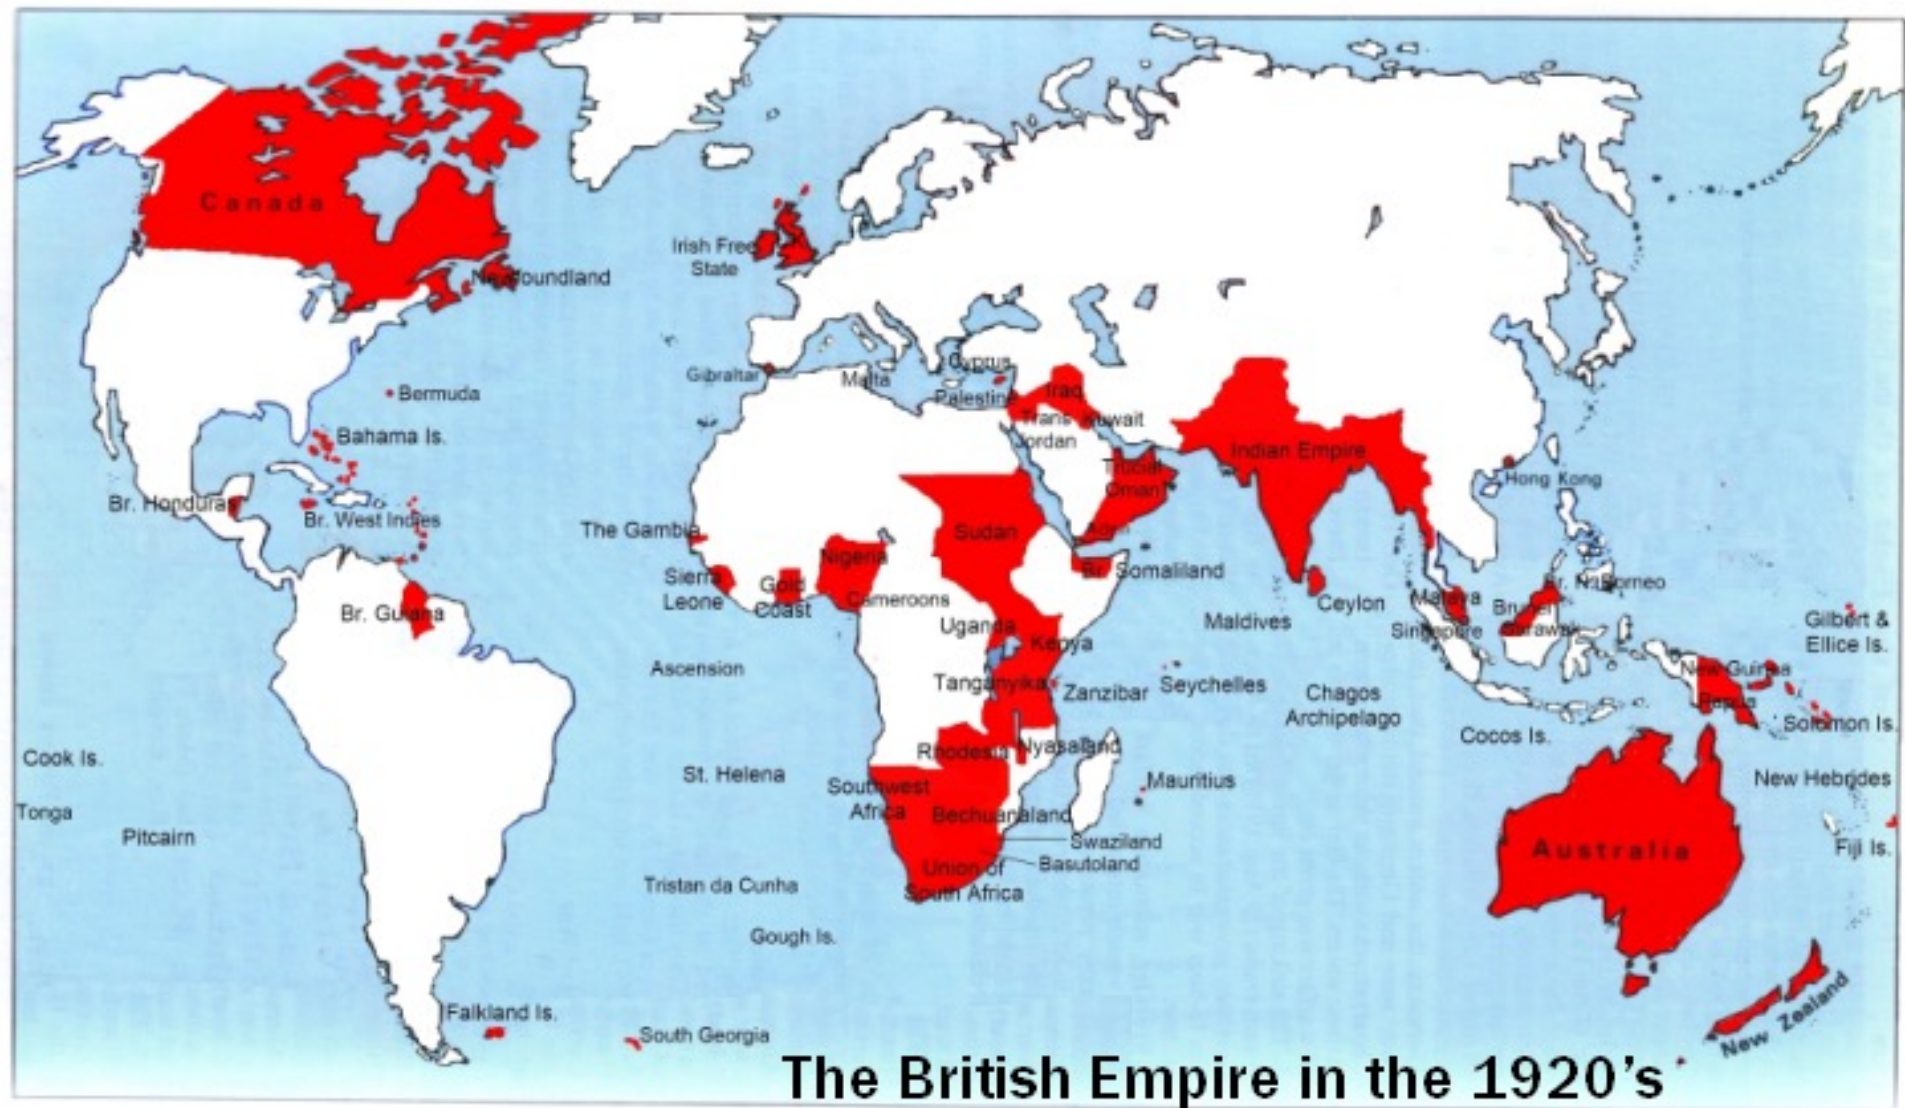 Canada
Newfoundland
Irish Free
State
Gibraltar
Malta
Cyprus
Palestine
Iraq
Trans
Jordan
Kuwait
Bermuda
Bahama Is.
Indian Empire
Trucial
Oman
Aden
Hong Kong
Br. Honduras
Br. West Indies
The Gambia
Sudan
Nigeria
Sierra
Leone
Gold
Coast
Cameroons
Br. Somaliland
Br. Guiana
Uganda
Kenya
Maldives
Ceylon
Malaya
Singapore
Br. N. Borneo
Brunei
Sarawak
Gilbert &
Ellice Is.
Ascension
Tanganyika
Zanzibar
Seychelles
Chagos
Archipelago
New Guinea
Papua
Solomon Is.
Cocos Is.
Cook Is.
Tonga
Pitcairn
St. Helena
Rhodesia
Nyasaland
Southwest
Africa
Bechuanaland
Mauritius
New Hebrides
Swaziland
Basutoland
Union of
South Africa
Australia
Fiji Is.
Tristan da Cunha
Gough Is.
Falkland Is.
South Georgia
New Zealand
The British Empire in the 1920's